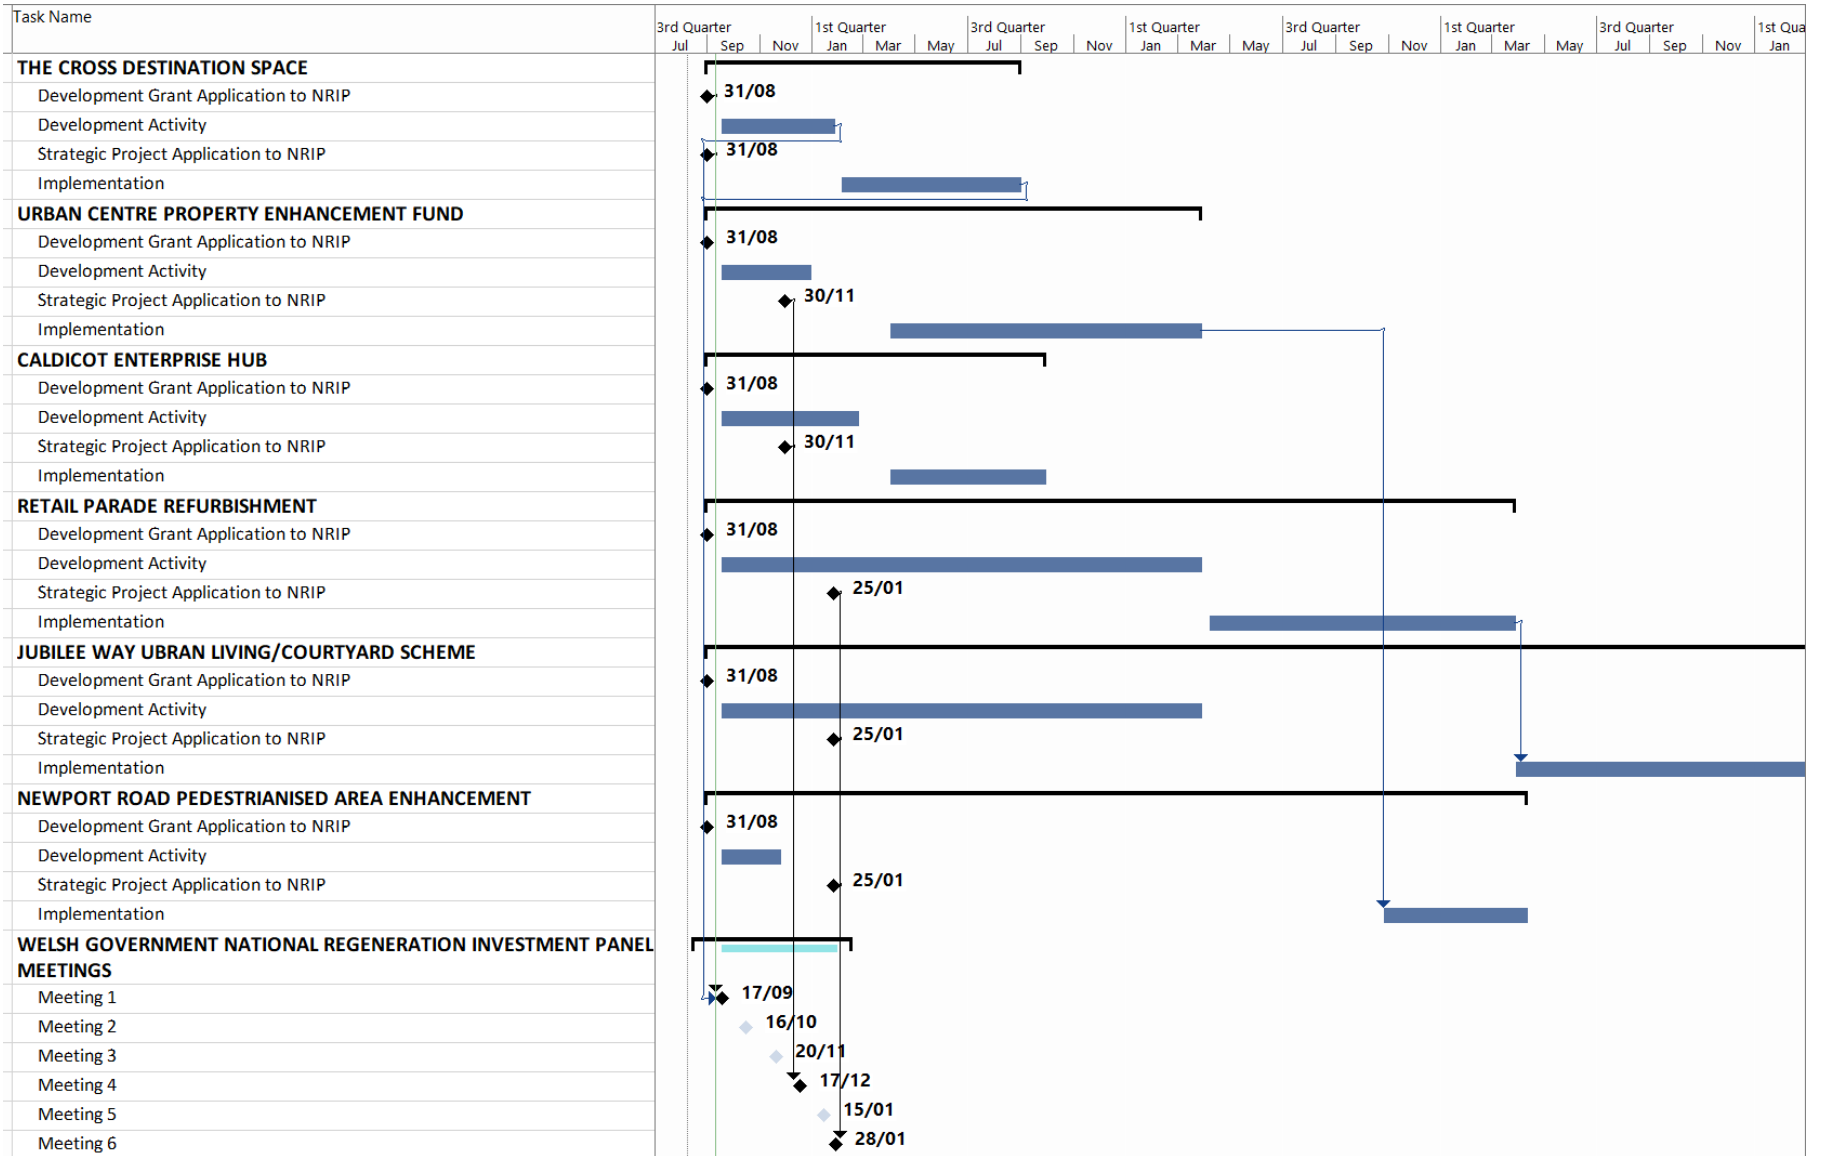 Task Name
3rd Quarter 1st Quarter 3rd Quarter 1st Quarter 3rd Quarter 1st Quarter 3rd Quarter 1st Qua
Jul Sep Nov Jan Mar May Jul Sep Nov Jan Mar May Jul Sep Nov Jan Mar May Jul Sep Nov Jan
THE CROSS DESTINATION SPACE
Development Grant Application to NRIP 31/08
Development Activity
Strategic Project Application to NRIP 31/08
Implementation
URBAN CENTRE PROPERTY ENHANCEMENT FUND
Development Grant Application to NRIP 31/08
Development Activity
Strategic Project Application to NRIP 30/11
Implementation
CALDICOT ENTERPRISE HUB
Development Grant Application to NRIP 31/08
Development Activity
Strategic Project Application to NRIP 30/11
Implementation
RETAIL PARADE REFURBISHMENT
Development Grant Application to NRIP 31/08
Development Activity
Strategic Project Application to NRIP 25/01
Implementation
JUBILEE WAY UBRAN LIVING/COURTYARD SCHEME
Development Grant Application to NRIP 31/08
Development Activity
Strategic Project Application to NRIP 25/01
Implementation
NEWPORT ROAD PEDESTRIANISED AREA ENHANCEMENT
Development Grant Application to NRIP 31/08
Development Activity
Strategic Project Application to NRIP 25/01
Implementation
WELSH GOVERNMENT NATIONAL REGENERATION INVESTMENT PANEL
MEETINGS
Meeting 1 17/09
Meeting 2 16/10
Meeting 3 20/11
Meeting 4 17/12
Meeting 5 15/01
Meeting 6 28/01